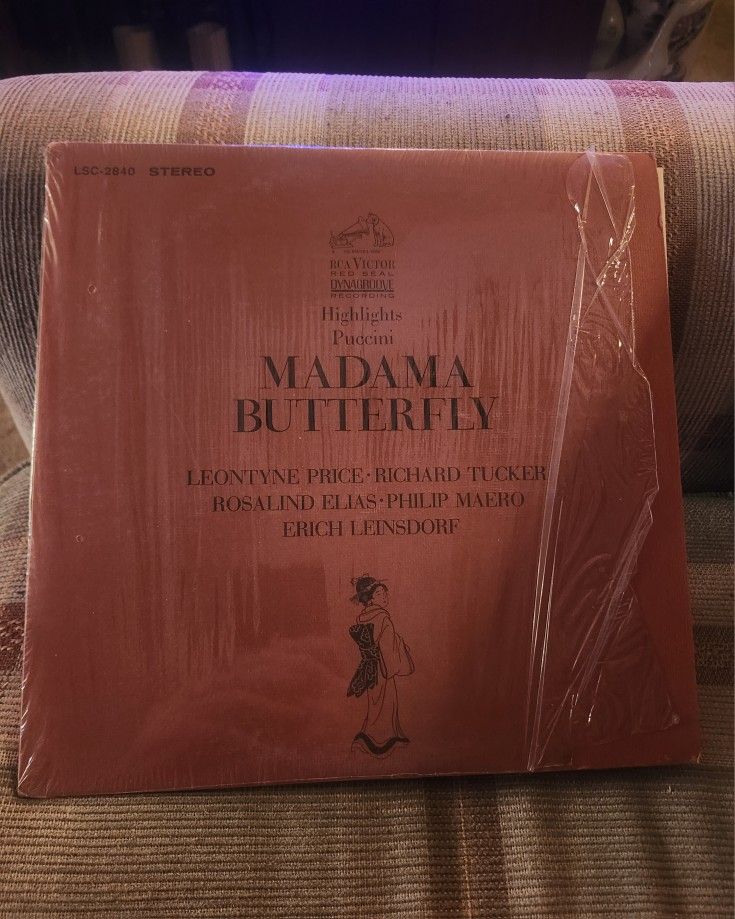 LSC-2840 STEREO
RCA VICTOR
RED SEAL
DYNAGROOVE
RECORDING
Highlights
Puccini
MADAMA
BUTTERFLY
LEONTYNE PRICE·RICHARD TUCKER
ROSALIND ELIAS·PHILIP MAERO
ERICH LEINSDORF